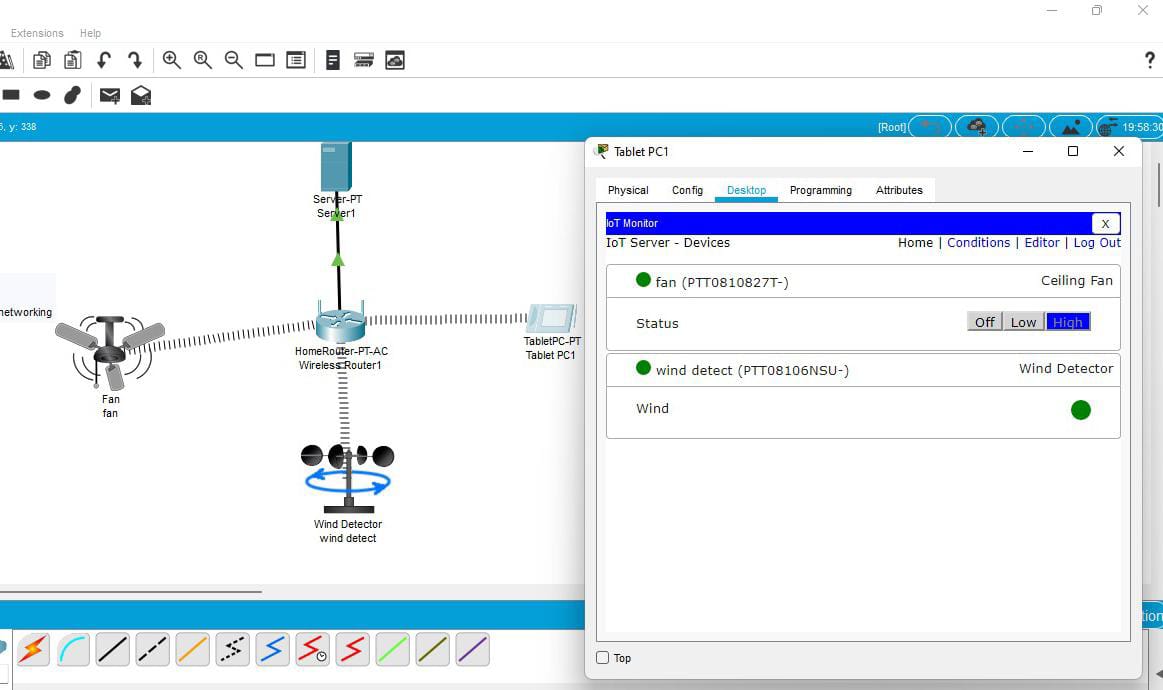 Extensions Help
?
y: 338
[Root]
19:58:30
Server-PT
Server1
networking
HomeRouter-PT-AC
Wireless Router1
TabletPC-PT
Tablet PC1
Fan
fan
Wind Detector
wind detect
Tablet PC1
Physical Config Desktop Programming Attributes
IoT Monitor X
IoT Server - Devices Home | Conditions | Editor | Log Out
fan (PTT0810827T-) Ceiling Fan
Status Off Low High
wind detect (PTT08106NSU-) Wind Detector
Wind
Top